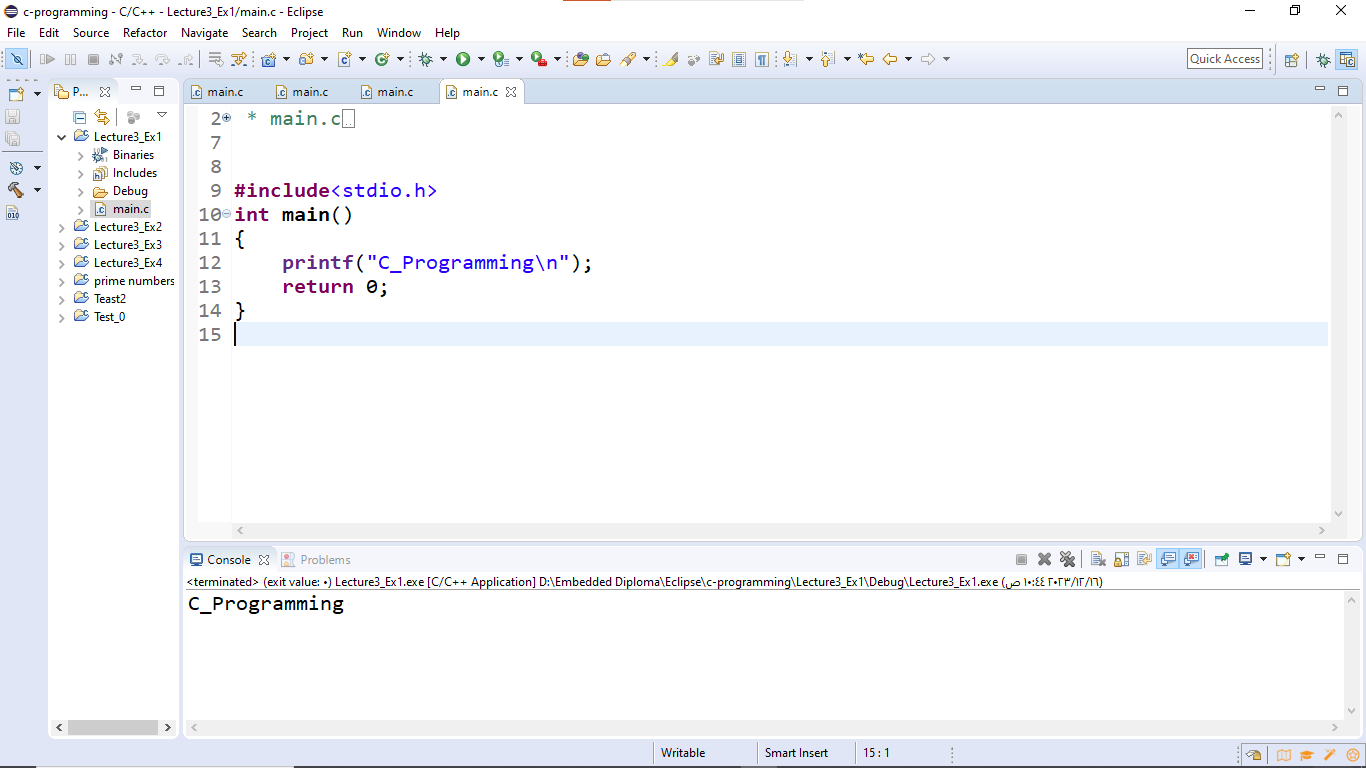 c-programming - C/C++ - Lecture3_Ex1/main.c - Eclipse
File Edit Source Refactor Navigate Search Project Run Window Help
Quick Access
P...
main.c main.c main.c main.c
Lecture3_Ex1
Binaries
Includes
Debug
main.c
Lecture3_Ex2
Lecture3_Ex3
Lecture3_Ex4
prime numbers
Teast2
Test_0
2 * main.c
7
8
9 #include<stdio.h>
10 int main()
11 {
12 printf("C_Programming\n");
13 return 0;
14 }
15
Console Problems
<terminated> (exit value: ٠) Lecture3_Ex1.exe [C/C++ Application] D:\Embedded Diploma\Eclipse\c-programming\Lecture3_Ex1\Debug\Lecture3_Ex1.exe (٢٠٢٣/١٢/١٦ ١٠:٤٤ ص)
C_Programming
Writable Smart Insert 15 : 1